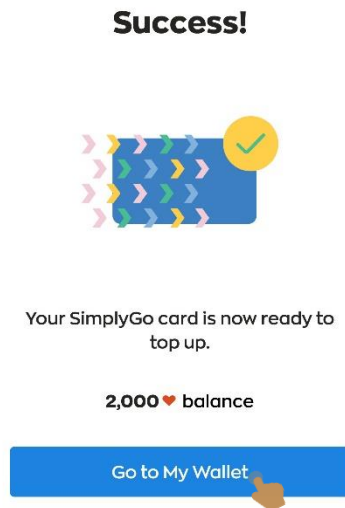 Success!
Your SimplyGo card is now ready to
top up.
2,000 ❤ balance
Go to My Wallet